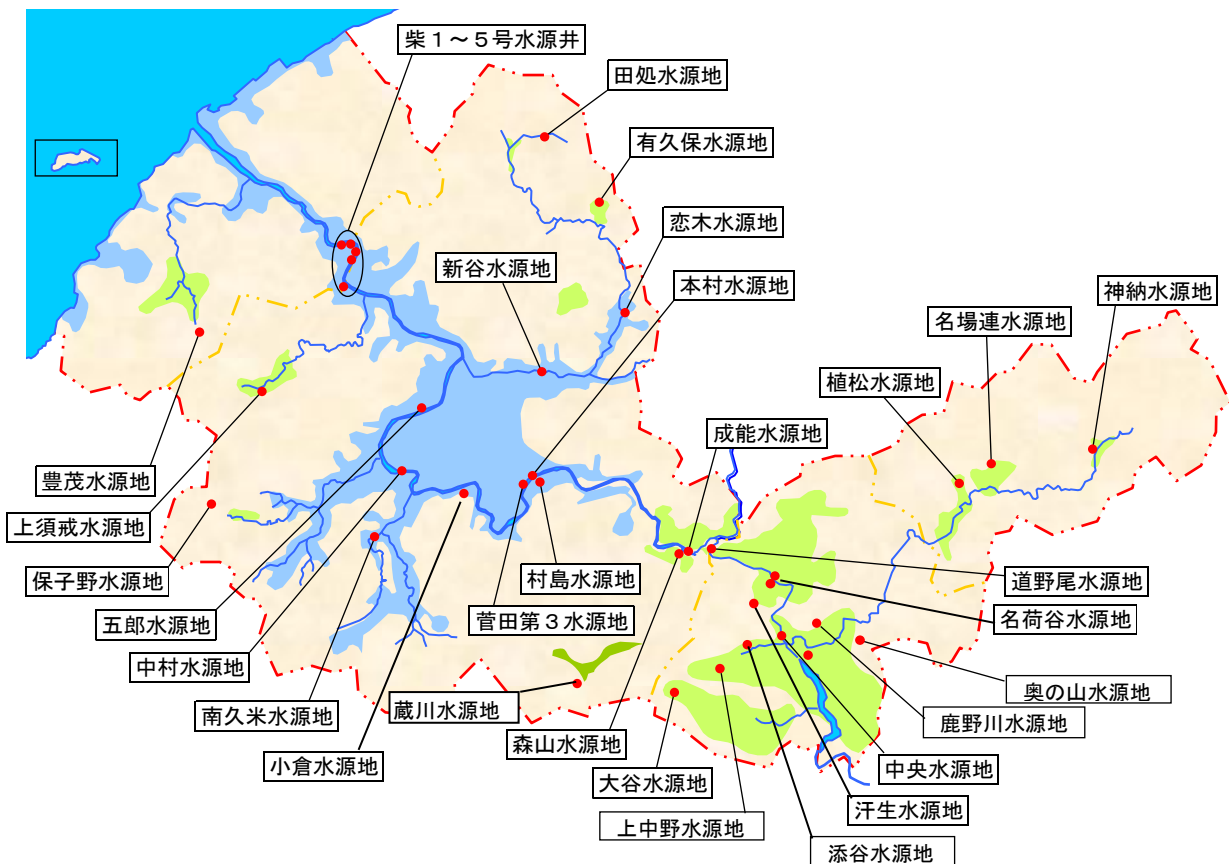 柴１～５号水源井
田処水源地
有久保水源地
恋木水源地
新谷水源地
本村水源地
神納水源地
名場連水源地
植松水源地
成能水源地
豊茂水源地
上須戒水源地
保子野水源地
村島水源地
道野尾水源地
五郎水源地
菅田第３水源地
名荷谷水源地
中村水源地
奥の山水源地
南久米水源地
蔵川水源地
鹿野川水源地
森山水源地
小倉水源地
中央水源地
大谷水源地
汗生水源地
上中野水源地
添谷水源地